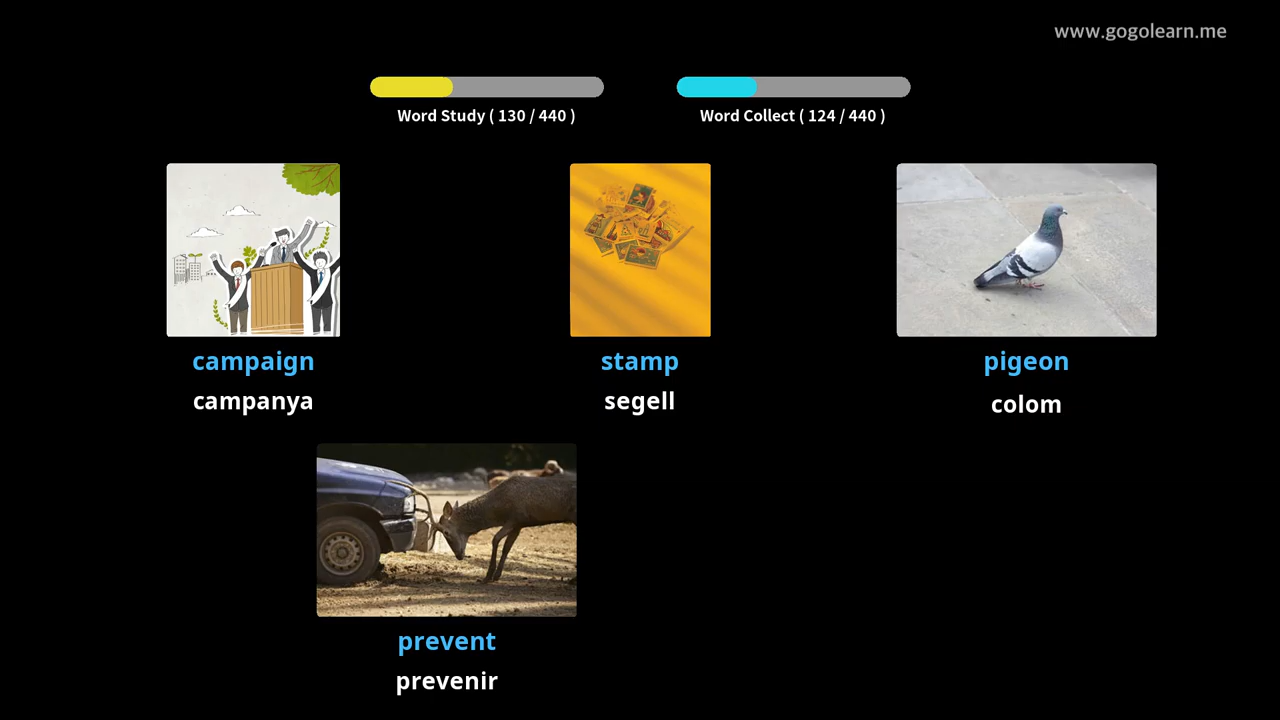 www.gogolearn.me
Word Study ( 130 / 440 )
Word Collect ( 124 / 440 )
campaign
campanya
stamp
segell
pigeon
colom
prevent
prevenir